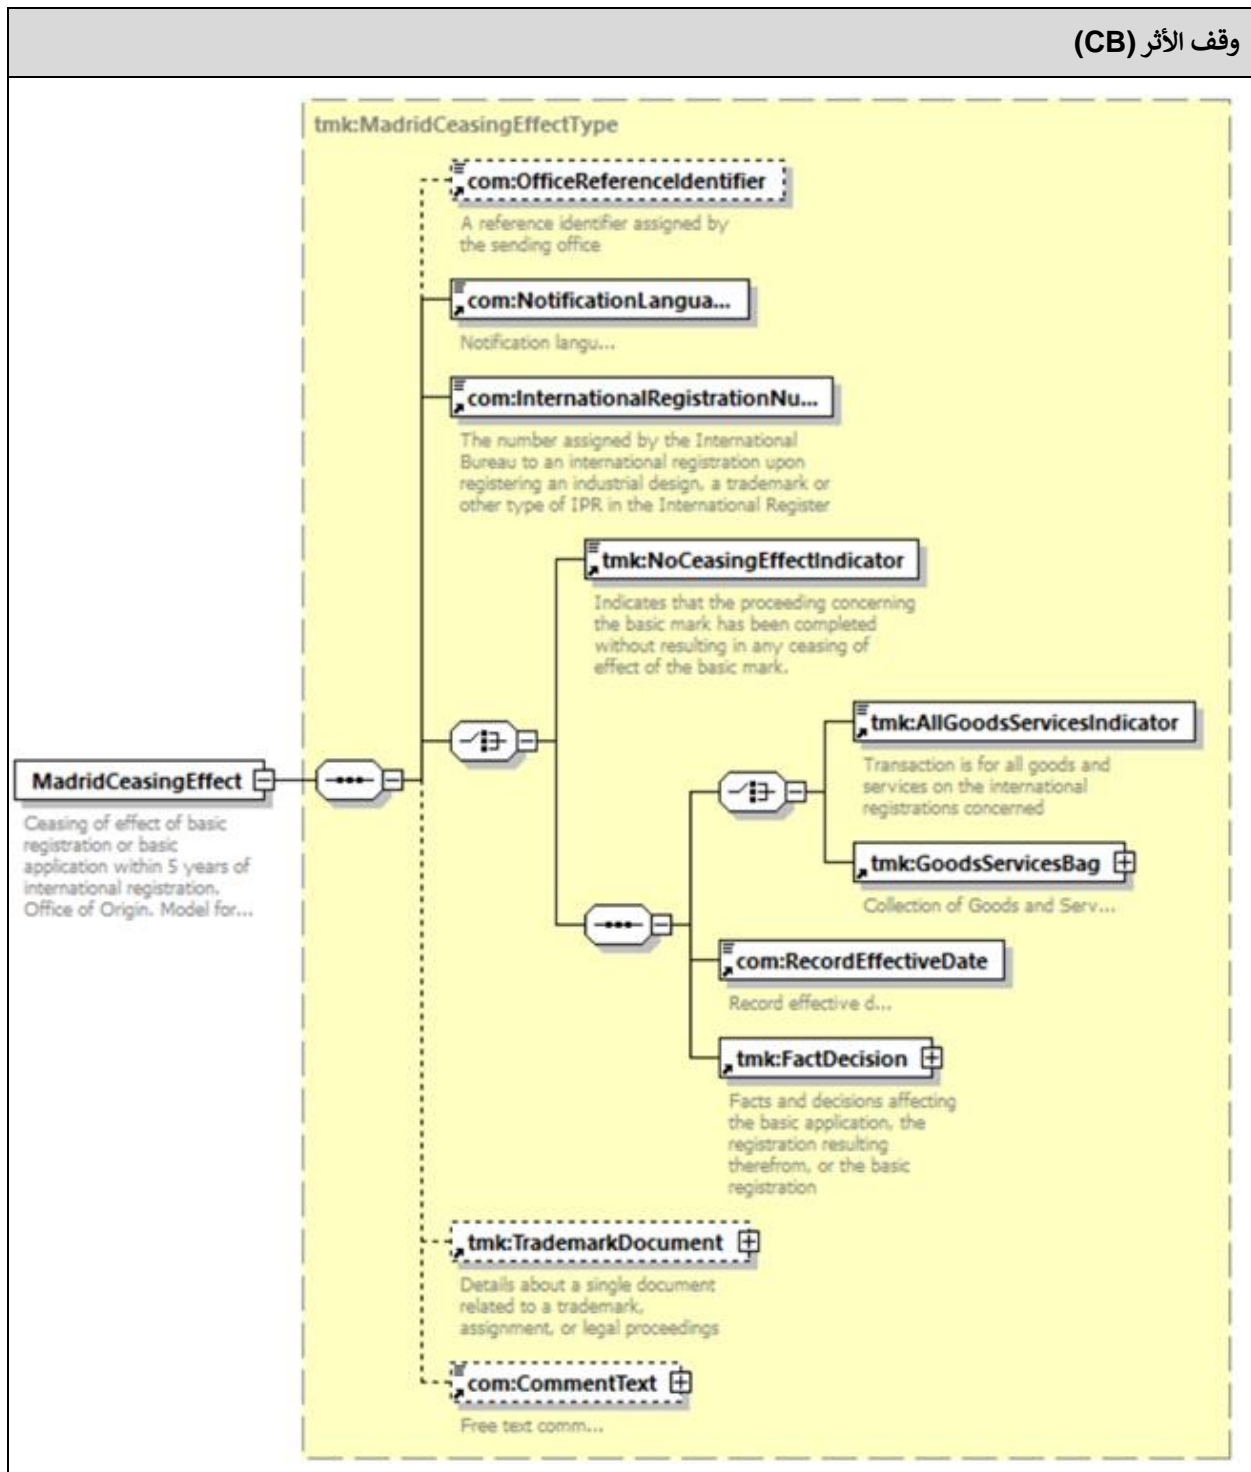 وقف الأثر (CB)
tmk:MadridCeasingEffectType
com:OfficeReferenceIdentifier
A reference identifier assigned by
the sending office
com:NotificationLangua...
Notification langu...
com:InternationalRegistrationNu...
The number assigned by the International
Bureau to an international registration upon
registering an industrial design, a trademark or
other type of IPR in the International Register
tmk:NoCeasingEffectIndicator
Indicates that the proceeding concerning
the basic mark has been completed
without resulting in any ceasing of
effect of the basic mark.
tmk:AllGoodsServicesIndicator
Transaction is for all goods and
services on the international
registrations concerned
MadridCeasingEffect
Ceasing of effect of basic
registration or basic
application within 5 years of
international registration.
Office of Origin. Model for...
tmk:GoodsServicesBag
Collection of Goods and Serv...
com:RecordEffectiveDate
Record effective d...
tmk:FactDecision
Facts and decisions affecting
the basic application, the
registration resulting
therefrom, or the basic
registration
tmk:TrademarkDocument
Details about a single document
related to a trademark,
assignment, or legal proceedings
com:CommentText
Free text comm...